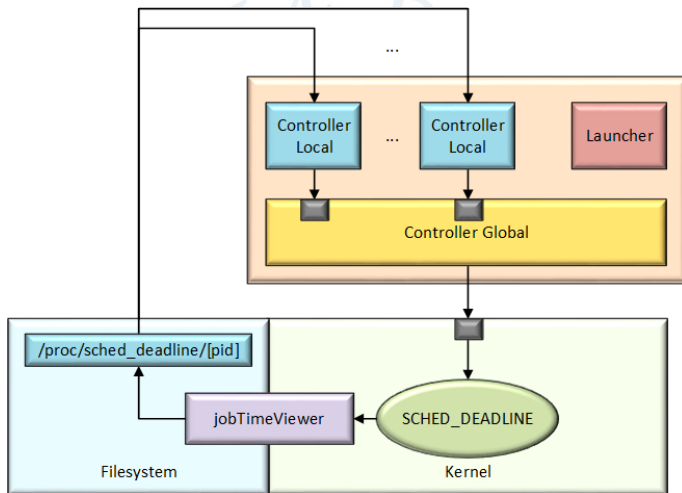 ...
Controller
Local
...
Controller
Local
Launcher
Controller Global
/proc/sched_deadline/[pid]
jobTimeViewer
SCHED_DEADLINE
Filesystem
Kernel